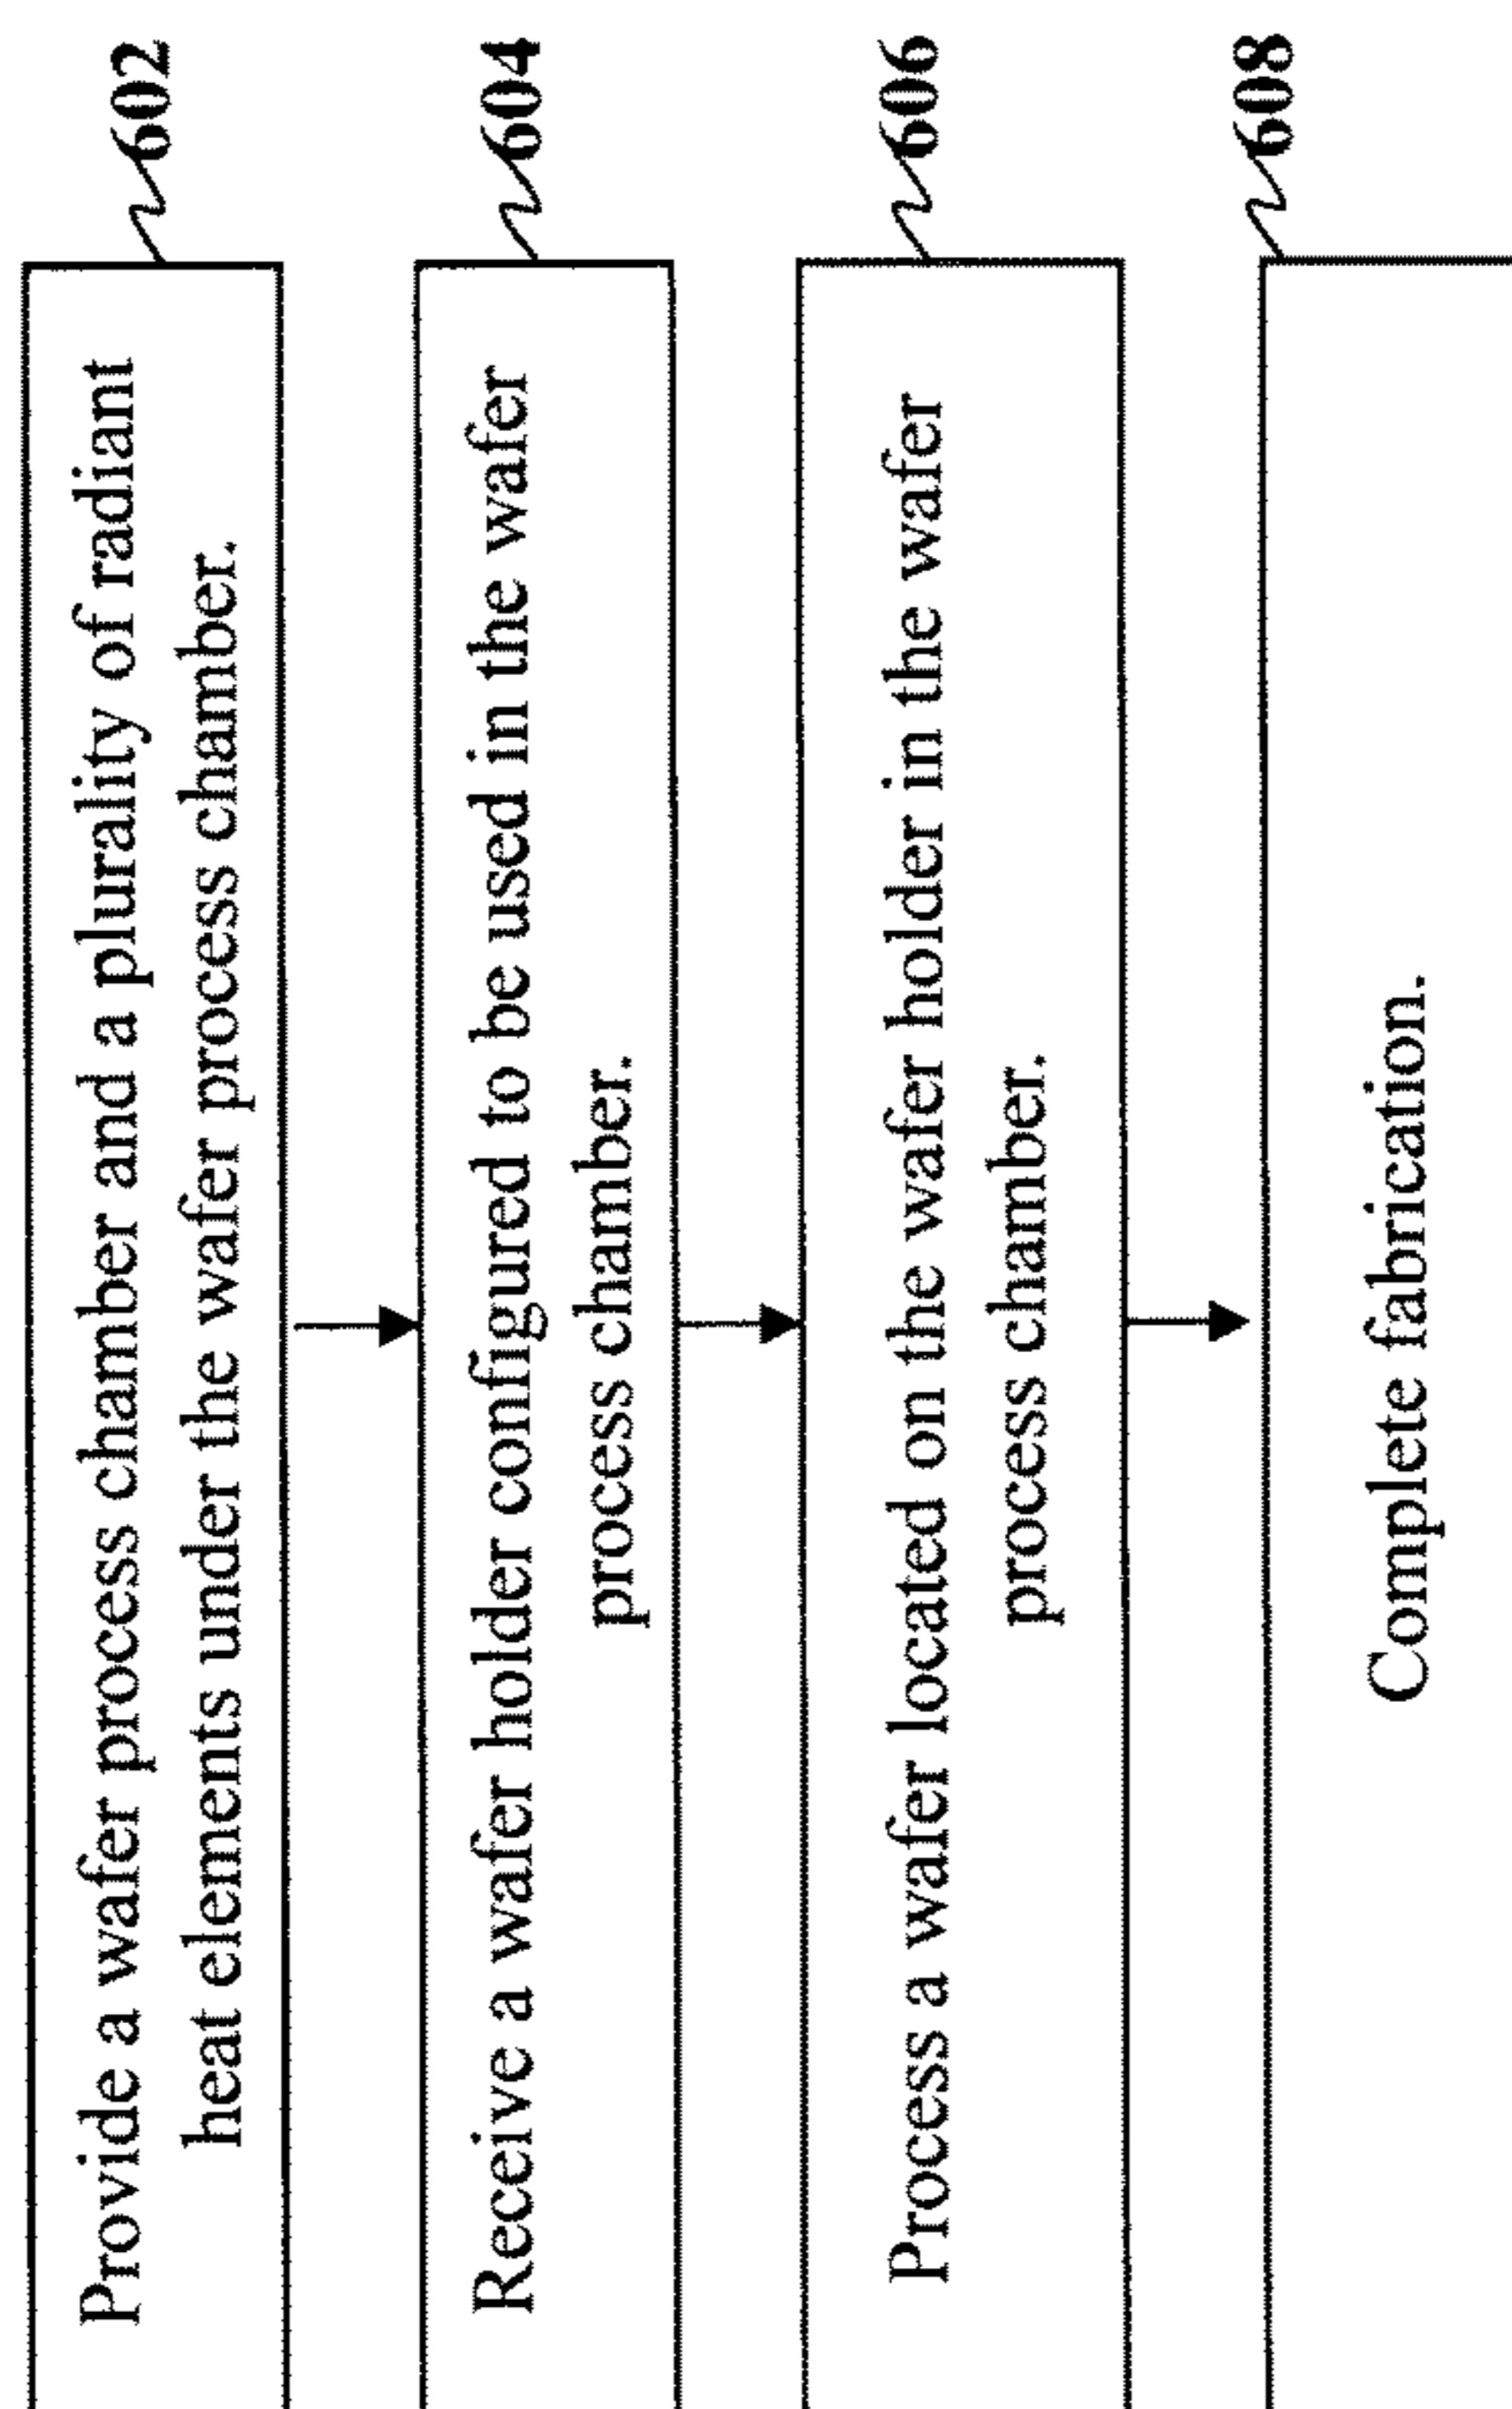 Provide a wafer process chamber and a plurality of radiant
heat elements under the wafer process chamber.
602
Receive a wafer holder configured to be used in the wafer
process chamber.
604
Process a wafer located on the wafer holder in the wafer
process chamber.
606
Complete fabrication.
608